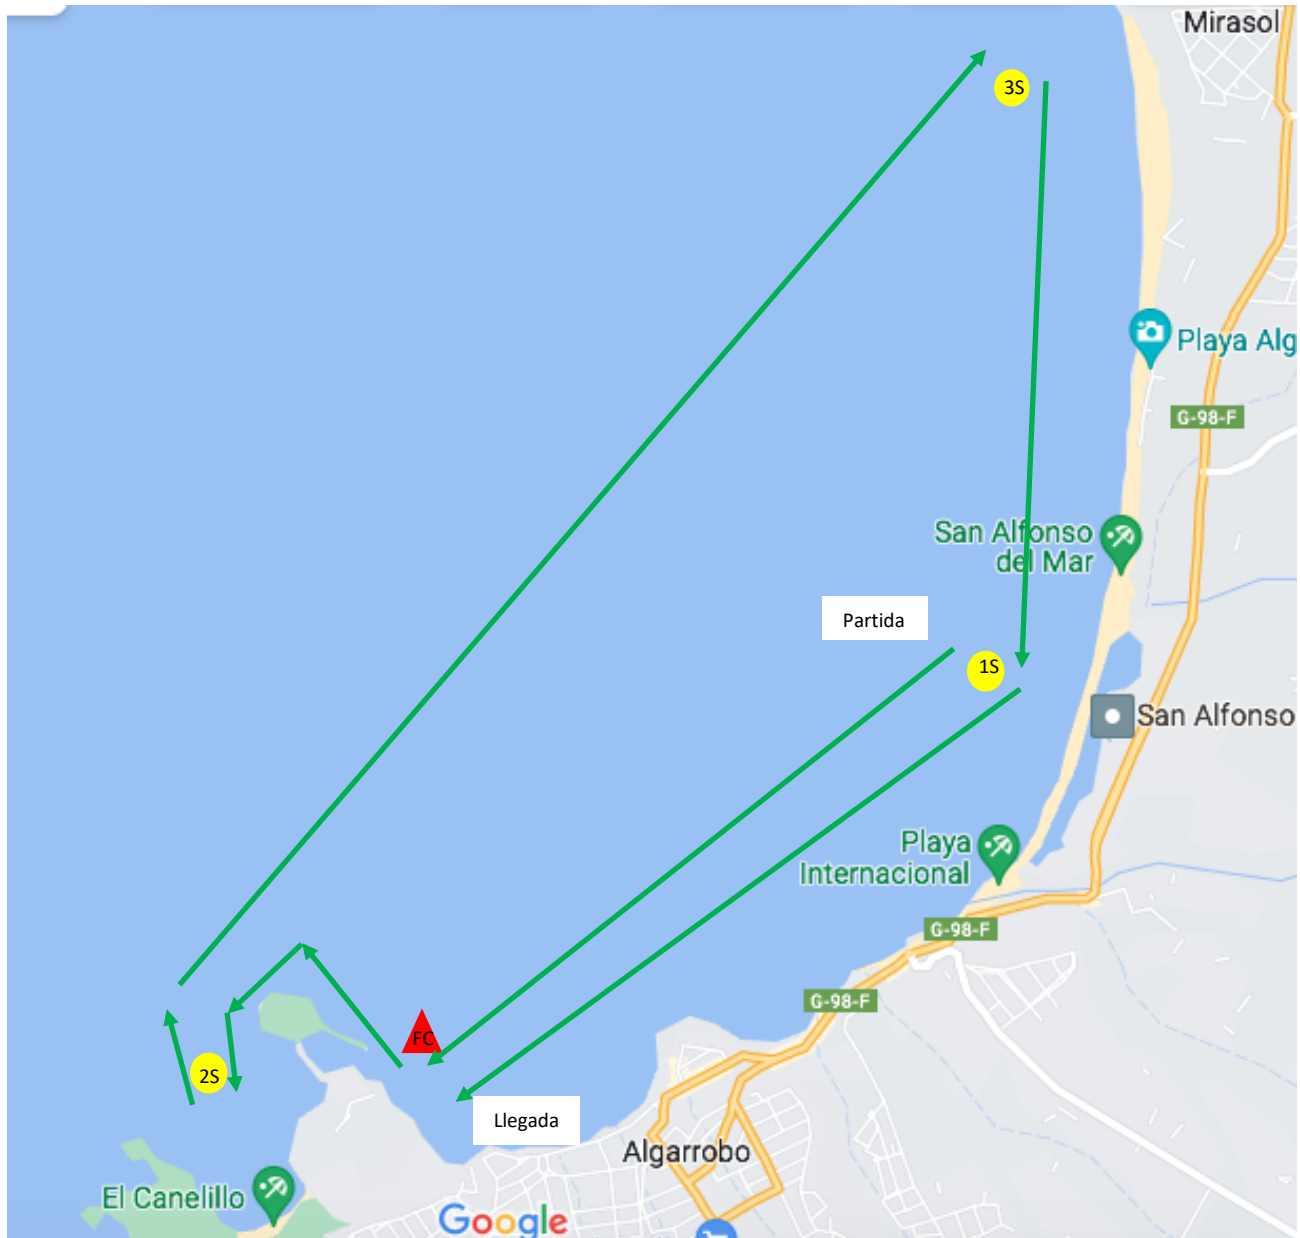 Mirasol
3S
Playa Alg
G-98-F
San Alfonso
del Mar
Partida
1S
San Alfonso
Playa
Internacional
G-98-F
G-98-F
FC
2S
Llegada
Algarrobo
El Canelillo
Google